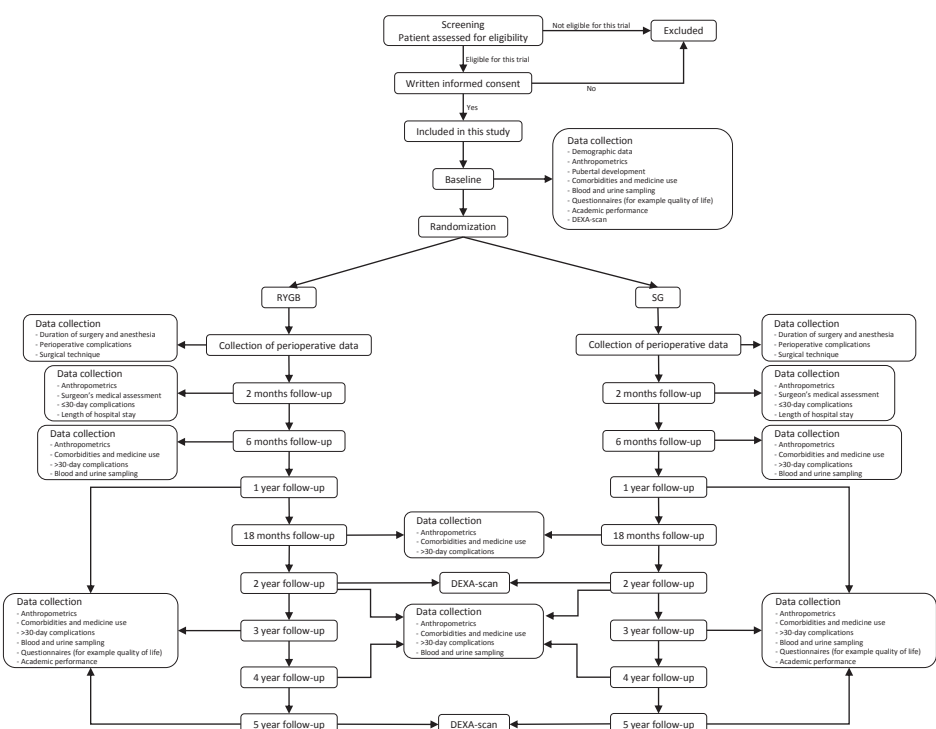 Screening
Patient assessed for eligibility
Not eligible for this trial
Excluded
Eligible for this trial
Written informed consent
No
Yes
Included in this study
Baseline
Data collection
- Demographic data
- Anthropometrics
- Pubertal development
- Comorbidities and medicine use
- Blood and urine sampling
- Questionnaires (for example quality of life)
- Academic performance
- DEXA-scan
Randomization
RYGB
SG
Data collection
- Duration of surgery and anesthesia
- Perioperative complications
- Surgical technique
Collection of perioperative data
Collection of perioperative data
Data collection
- Duration of surgery and anesthesia
- Perioperative complications
- Surgical technique
Data collection
- Anthropometrics
- Surgeon's medical assessment
- ≤30-day complications
- Length of hospital stay
2 months follow-up
2 months follow-up
Data collection
- Anthropometrics
- Surgeon's medical assessment
- ≤30-day complications
- Length of hospital stay
Data collection
- Anthropometrics
- Comorbidities and medicine use
- >30-day complications
- Blood and urine sampling
6 months follow-up
6 months follow-up
Data collection
- Anthropometrics
- Comorbidities and medicine use
- >30-day complications
- Blood and urine sampling
1 year follow-up
1 year follow-up
18 months follow-up
Data collection
- Anthropometrics
- Comorbidities and medicine use
- >30-day complications
18 months follow-up
2 year follow-up
DEXA-scan
2 year follow-up
Data collection
- Anthropometrics
- Comorbidities and medicine use
- >30-day complications
- Blood and urine sampling
- Questionnaires (for example quality of life)
- Academic performance
3 year follow-up
Data collection
- Anthropometrics
- Comorbidities and medicine use
- >30-day complications
- Blood and urine sampling
3 year follow-up
Data collection
- Anthropometrics
- Comorbidities and medicine use
- >30-day complications
- Blood and urine sampling
- Questionnaires (for example quality of life)
- Academic performance
4 year follow-up
4 year follow-up
5 year follow-up
DEXA-scan
5 year follow-up